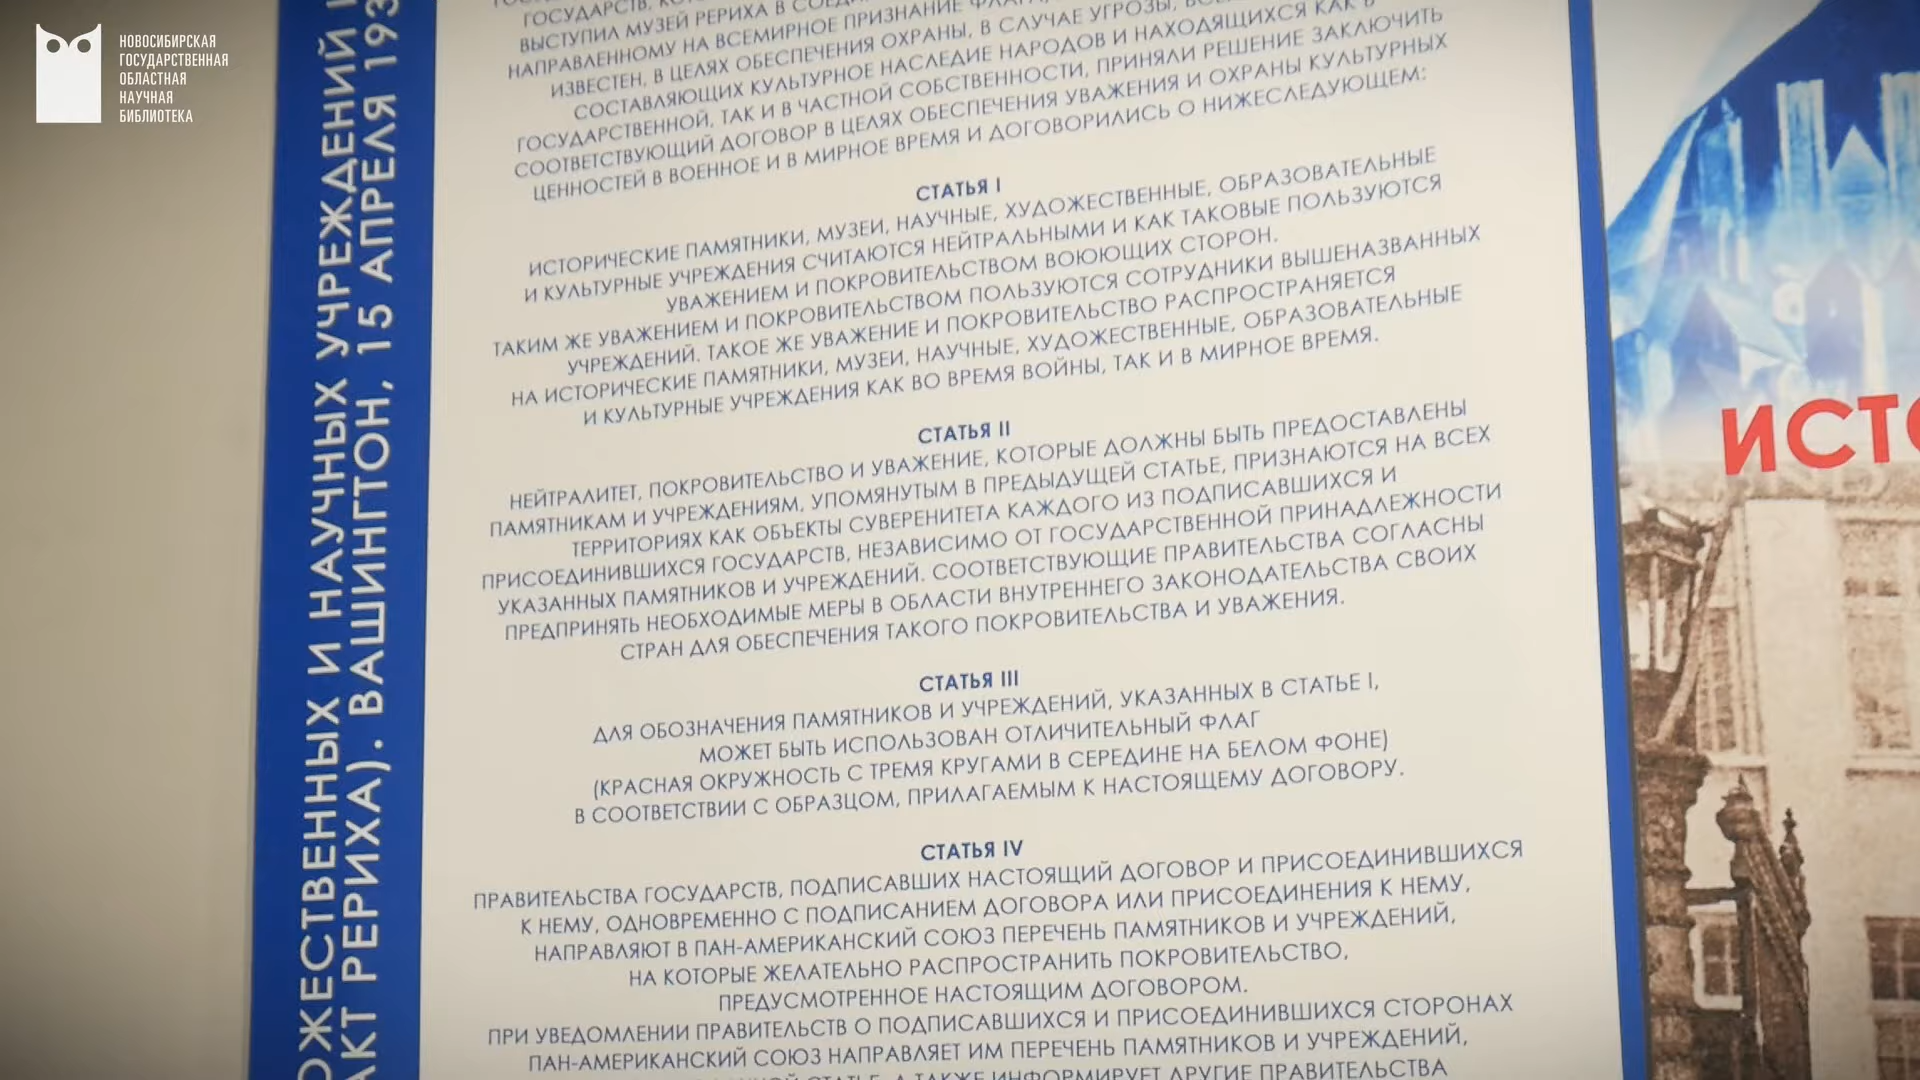 НОВОСИБИРСКАЯ
ГОСУДАРСТВЕННАЯ
ОБЛАСТНАЯ
НАУЧНАЯ
БИБЛИОТЕКА
ОЖЕСТВЕННЫХ И НАУЧНЫХ УЧРЕЖДЕНИЙ
АКТ РЕРИХА). ВАШИНГТОН, 15 АПРЕЛЯ 193
ГОСУДАРСТВ,
ВЫСТУПИЛ МУЗЕЙ РЕРИХА В
НАПРАВЛЕННОМУ НА ВСЕМИРНОЕ ПРИЗНАНИЕ
ИЗВЕСТЕН, В ЦЕЛЯХ ОБЕСПЕЧЕНИЯ ОХРАНЫ, В СЛУЧАЕ УГРОЗЫ,
СОСТАВЛЯЮЩИХ КУЛЬТУРНОЕ НАСЛЕДИЕ НАРОДОВ И НАХОДЯЩИХСЯ КАК В
ГОСУДАРСТВЕННОЙ, ТАК И В ЧАСТНОЙ СОБСТВЕННОСТИ, ПРИНЯЛИ РЕШЕНИЕ ЗАКЛЮЧИТЬ
СООТВЕТСТВУЮЩИЙ ДОГОВОР В ЦЕЛЯХ ОБЕСПЕЧЕНИЯ УВАЖЕНИЯ И ОХРАНЫ КУЛЬТУРНЫХ
ЦЕННОСТЕЙ В ВОЕННОЕ И В МИРНОЕ ВРЕМЯ И ДОГОВОРИЛИСЬ О НИЖЕСЛЕДУЮЩЕМ:
СТАТЬЯ I
ИСТОРИЧЕСКИЕ ПАМЯТНИКИ, МУЗЕИ, НАУЧНЫЕ, ХУДОЖЕСТВЕННЫЕ, ОБРАЗОВАТЕЛЬНЫЕ
И КУЛЬТУРНЫЕ УЧРЕЖДЕНИЯ СЧИТАЮТСЯ НЕЙТРАЛЬНЫМИ И КАК ТАКОВЫЕ ПОЛЬЗУЮТСЯ
УВАЖЕНИЕМ И ПОКРОВИТЕЛЬСТВОМ ВОЮЮЩИХ СТОРОН.
ТАКИМ ЖЕ УВАЖЕНИЕМ И ПОКРОВИТЕЛЬСТВОМ ПОЛЬЗУЮТСЯ СОТРУДНИКИ ВЫШЕНАЗВАННЫХ
УЧРЕЖДЕНИЙ. ТАКОЕ ЖЕ УВАЖЕНИЕ И ПОКРОВИТЕЛЬСТВО РАСПРОСТРАНЯЕТСЯ
НА ИСТОРИЧЕСКИЕ ПАМЯТНИКИ, МУЗЕИ, НАУЧНЫЕ, ХУДОЖЕСТВЕННЫЕ, ОБРАЗОВАТЕЛЬНЫЕ
И КУЛЬТУРНЫЕ УЧРЕЖДЕНИЯ КАК ВО ВРЕМЯ ВОЙНЫ, ТАК И В МИРНОЕ ВРЕМЯ.
СТАТЬЯ II
НЕЙТРАЛИТЕТ, ПОКРОВИТЕЛЬСТВО И УВАЖЕНИЕ, КОТОРЫЕ ДОЛЖНЫ БЫТЬ ПРЕДОСТАВЛЕНЫ
ПАМЯТНИКАМ И УЧРЕЖДЕНИЯМ, УПОМЯНУТЫМ В ПРЕДЫДУЩЕЙ СТАТЬЕ, ПРИЗНАЮТСЯ НА ВСЕХ
ТЕРРИТОРИЯХ КАК ОБЪЕКТЫ СУВЕРЕНИТЕТА КАЖДОГО ИЗ ПОДПИСАВШИХСЯ И
ПРИСОЕДИНИВШИХСЯ ГОСУДАРСТВ, НЕЗАВИСИМО ОТ ГОСУДАРСТВЕННОЙ ПРИНАДЛЕЖНОСТИ
УКАЗАННЫХ ПАМЯТНИКОВ И УЧРЕЖДЕНИЙ. СООТВЕТСТВУЮЩИЕ ПРАВИТЕЛЬСТВА СОГЛАСНЫ
ПРЕДПРИНЯТЬ НЕОБХОДИМЫЕ МЕРЫ В ОБЛАСТИ ВНУТРЕННЕГО ЗАКОНОДАТЕЛЬСТВА СВОИХ
СТРАН ДЛЯ ОБЕСПЕЧЕНИЯ ТАКОГО ПОКРОВИТЕЛЬСТВА И УВАЖЕНИЯ.
СТАТЬЯ III
ДЛЯ ОБОЗНАЧЕНИЯ ПАМЯТНИКОВ И УЧРЕЖДЕНИЙ, УКАЗАННЫХ В СТАТЬЕ I,
МОЖЕТ БЫТЬ ИСПОЛЬЗОВАН ОТЛИЧИТЕЛЬНЫЙ ФЛАГ
(КРАСНАЯ ОКРУЖНОСТЬ С ТРЕМЯ КРУГАМИ В СЕРЕДИНЕ НА БЕЛОМ ФОНЕ)
В СООТВЕТСТВИИ С ОБРАЗЦОМ, ПРИЛАГАЕМЫМ К НАСТОЯЩЕМУ ДОГОВОРУ.
СТАТЬЯ IV
ПРАВИТЕЛЬСТВА ГОСУДАРСТВ, ПОДПИСАВШИХ НАСТОЯЩИЙ ДОГОВОР И ПРИСОЕДИНИВШИХСЯ
К НЕМУ, ОДНОВРЕМЕННО С ПОДПИСАНИЕМ ДОГОВОРА ИЛИ ПРИСОЕДИНЕНИЯ К НЕМУ,
НАПРАВЛЯЮТ В ПАН-АМЕРИКАНСКИЙ СОЮЗ ПЕРЕЧЕНЬ ПАМЯТНИКОВ И УЧРЕЖДЕНИЙ,
НА КОТОРЫЕ ЖЕЛАТЕЛЬНО РАСПРОСТРАНИТЬ ПОКРОВИТЕЛЬСТВО,
ПРЕДУСМОТРЕННОЕ НАСТОЯЩИМ ДОГОВОРОМ.
ПРИ УВЕДОМЛЕНИИ ПРАВИТЕЛЬСТВ О ПОДПИСАВШИХСЯ И ПРИСОЕДИНИВШИХСЯ СТОРОНАХ
ПАН-АМЕРИКАНСКИЙ СОЮЗ НАПРАВЛЯЕТ ИМ ПЕРЕЧЕНЬ ПАМЯТНИКОВ И УЧРЕЖДЕНИЙ,
СТАТЬЕ, А ТАКЖЕ ИНФОРМИРУЕТ ДРУГИЕ ПРАВИТЕЛЬСТВА
ИСТО